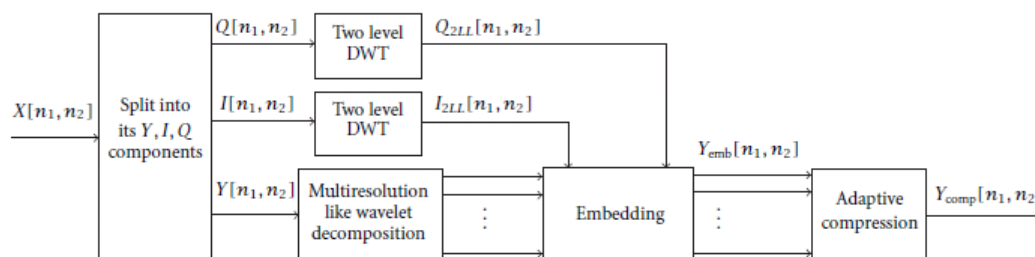 Q[n₁, n₂]
Two level
DWT
Q₂LL[n₁, n₂]
X[n₁, n₂]
Split into
its Y, I, Q
components
I[n₁, n₂]
Two level
DWT
I₂LL[n₁, n₂]
Y[n₁, n₂]
Multiresolution
like wavelet
decomposition
⋮
Embedding
Yemb[n₁, n₂]
⋮
Adaptive
compression
Ycomp[n₁, n₂